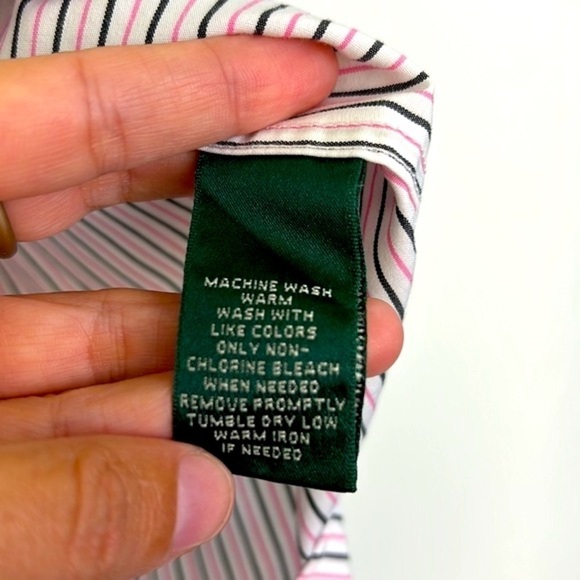 MACHINE WASH
WARM
WASH WITH
LIKE COLORS
ONLY NON-
CHLORINE BLEACH
WHEN NEEDED
REMOVE PROMPTLY
TUMBLE DRY LOW
WARM IRON
IF NEEDED